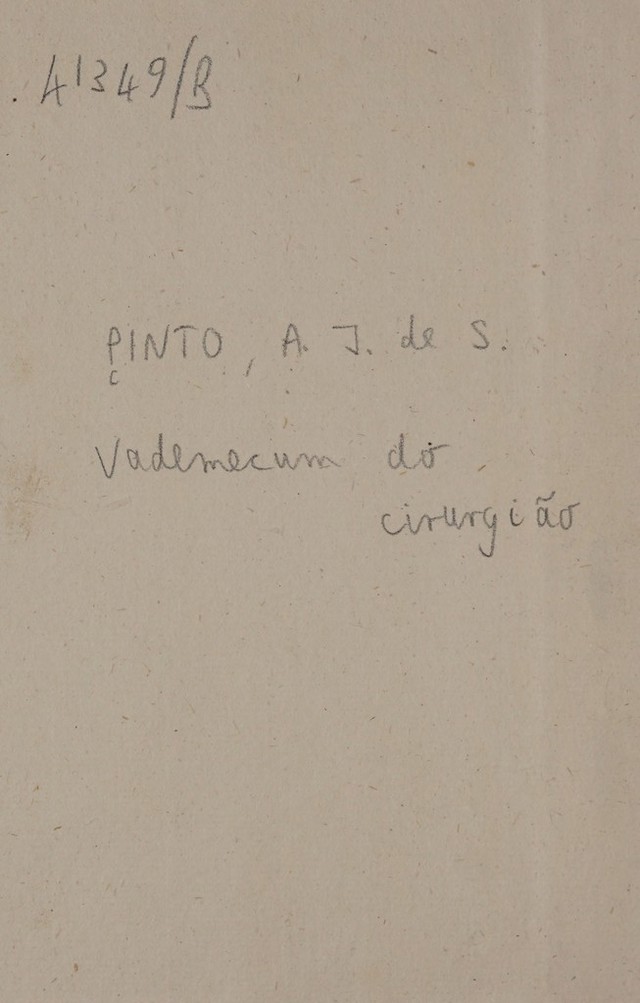 41349/B
PINTO, A. J. de S.
c
Vademecum do
cirurgião